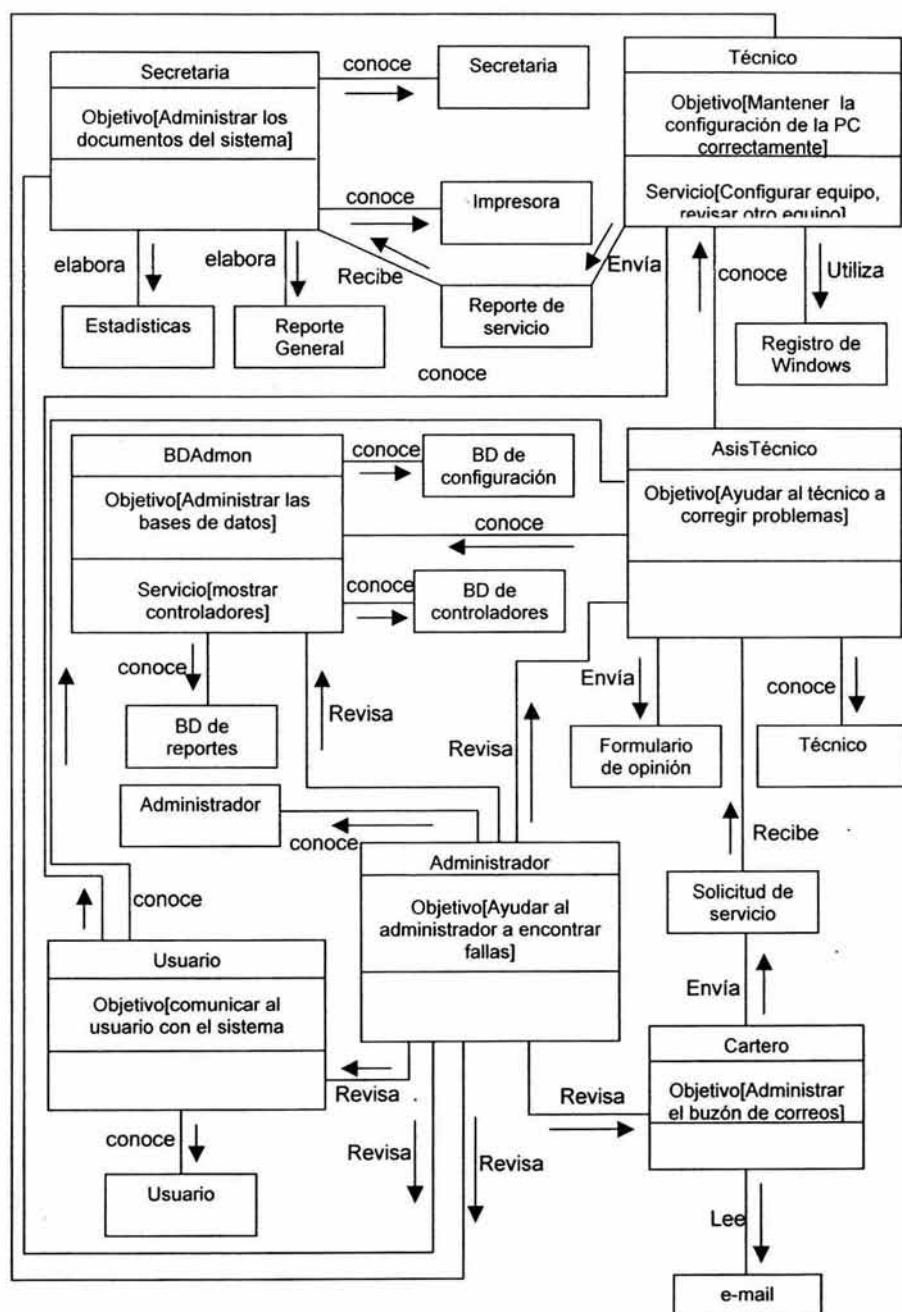 Secretaria
Objetivo[Administrar los
documentos del sistema]
conoce
Secretaria
Técnico
Objetivo[Mantener la
configuración de la PC
correctamente]
Servicio[Configurar equipo,
revisar otro equipo]
conoce
Impresora
elabora
elabora
Recibe
Envía
conoce
Utiliza
Estadísticas
Reporte
General
Reporte de
servicio
Registro de
Windows
conoce
BDAdmon
Objetivo[Administrar las
bases de datos]
Servicio[mostrar
controladores]
conoce
BD de
configuración
AsisTécnico
Objetivo[Ayudar al técnico a
corregir problemas]
conoce
conoce
BD de
controladores
conoce
BD de
reportes
Revisa
Revisa
Envía
conoce
Formulario
de opinión
Técnico
Administrador
conoce
Recibe
Administrador
Objetivo[Ayudar al
administrador a encontrar
fallas]
Solicitud de
servicio
conoce
Usuario
Objetivo[comunicar al
usuario con el sistema
Envía
Cartero
Objetivo[Administrar
el buzón de correos]
Revisa
Revisa
conoce
Usuario
Revisa
Revisa
Lee
e-mail